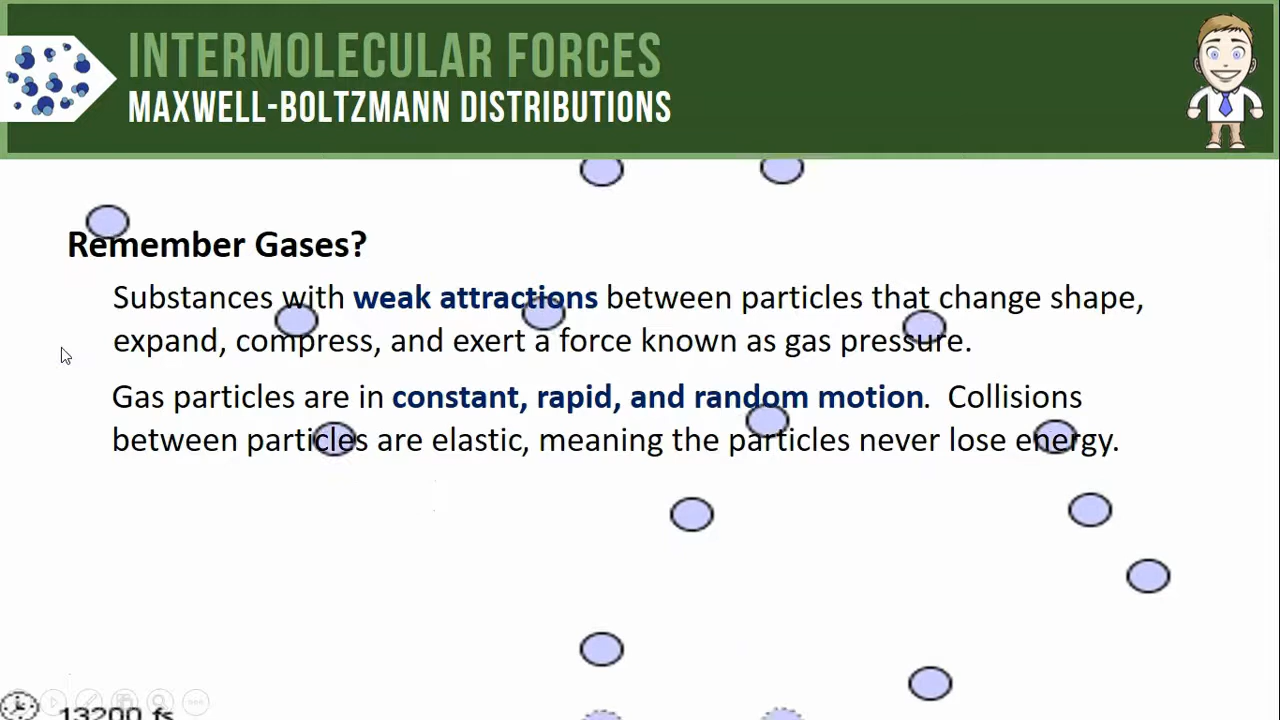 INTERMOLECULAR FORCES
MAXWELL-BOLTZMANN DISTRIBUTIONS
Remember Gases?
Substances with weak attractions between particles that change shape,
expand, compress, and exert a force known as gas pressure.
Gas particles are in constant, rapid, and random motion. Collisions
between particles are elastic, meaning the particles never lose energy.
13200 fs